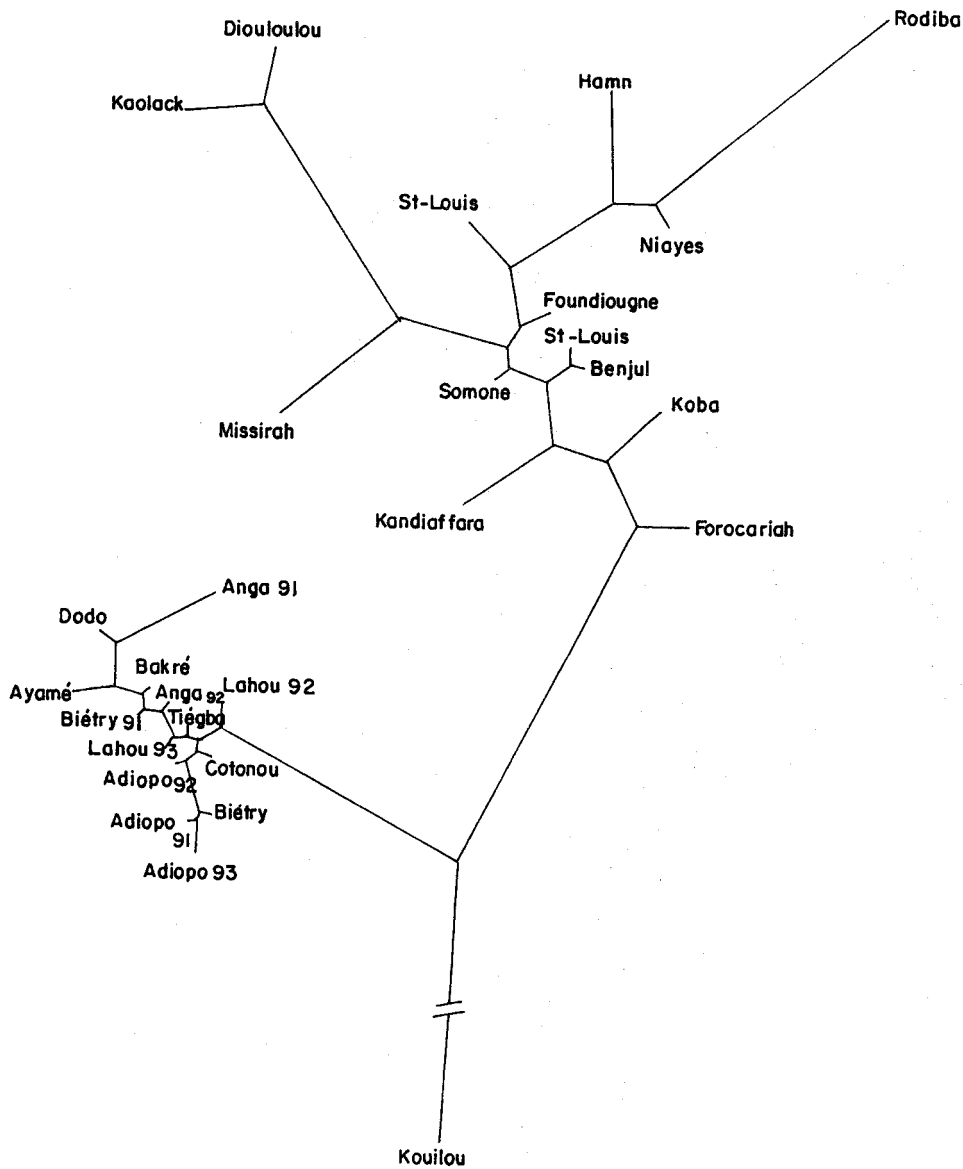 Rodiba
Diouloulou
Hamn
Kaolack
St-Louis
Niayes
Foundiougne
St-Louis
Benjul
Somone
Koba
Missirah
Kandiaffara
Forocariah
Anga 91
Dodo
Bakré
Ayamé
Anga 92
Lahou 92
Biétry 91
Tiégba
Lahou 93
Cotonou
Adiopo 92
Biétry
Adiopo
91
Adiopo 93
Kouilou